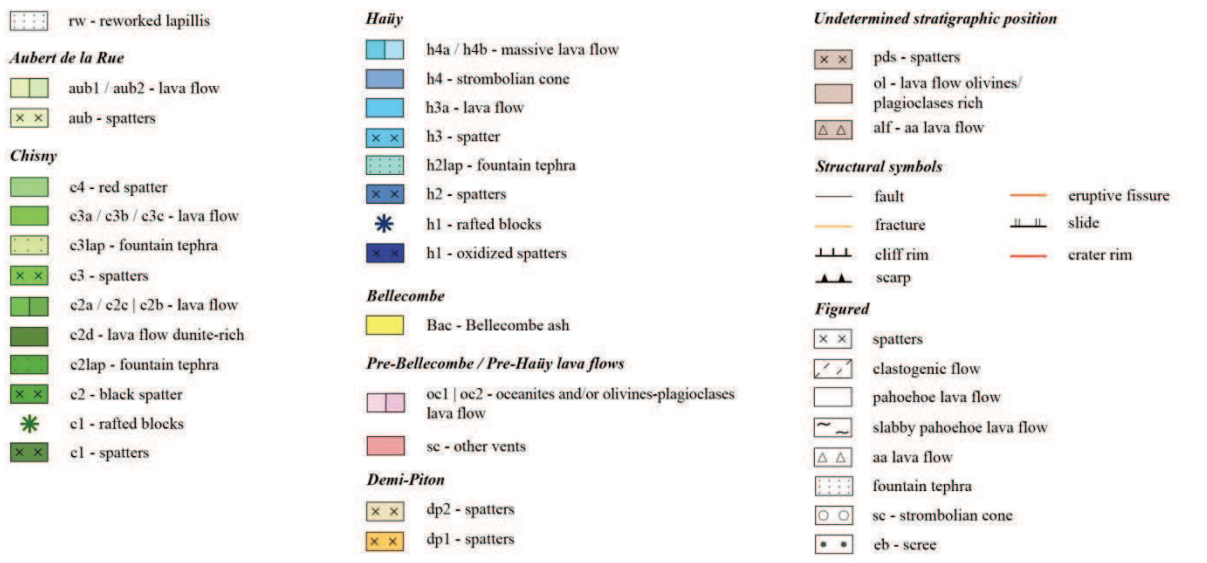 rw - reworked lapillis
Aubert de la Rue
aub1 / aub2 - lava flow
aub - spatters
Chisny
c4 - red spatter
c3a / c3b / c3c - lava flow
c3lap - fountain tephra
c3 - spatters
c2a / c2c | c2b - lava flow
c2d - lava flow dunite-rich
c2lap - fountain tephra
c2 - black spatter
c1 - rafted blocks
c1 - spatters
Haüy
h4a / h4b - massive lava flow
h4 - strombolian cone
h3a - lava flow
h3 - spatter
h2lap - fountain tephra
h2 - spatters
h1 - rafted blocks
h1 - oxidized spatters
Bellecombe
Bac - Bellecombe ash
Pre-Bellecombe / Pre-Haüy lava flows
oc1 | oc2 - oceanites and/or olivines-plagioclases
lava flow
sc - other vents
Demi-Piton
dp2 - spatters
dp1 - spatters
Undetermined stratigraphic position
pds - spatters
ol - lava flow olivines/
plagioclases rich
alf - aa lava flow
Structural symbols
fault
fracture
cliff rim
scarp
eruptive fissure
slide
crater rim
Figured
spatters
clastogenic flow
pahoehoe lava flow
slabby pahoehoe lava flow
aa lava flow
fountain tephra
sc - strombolian cone
eb - scree